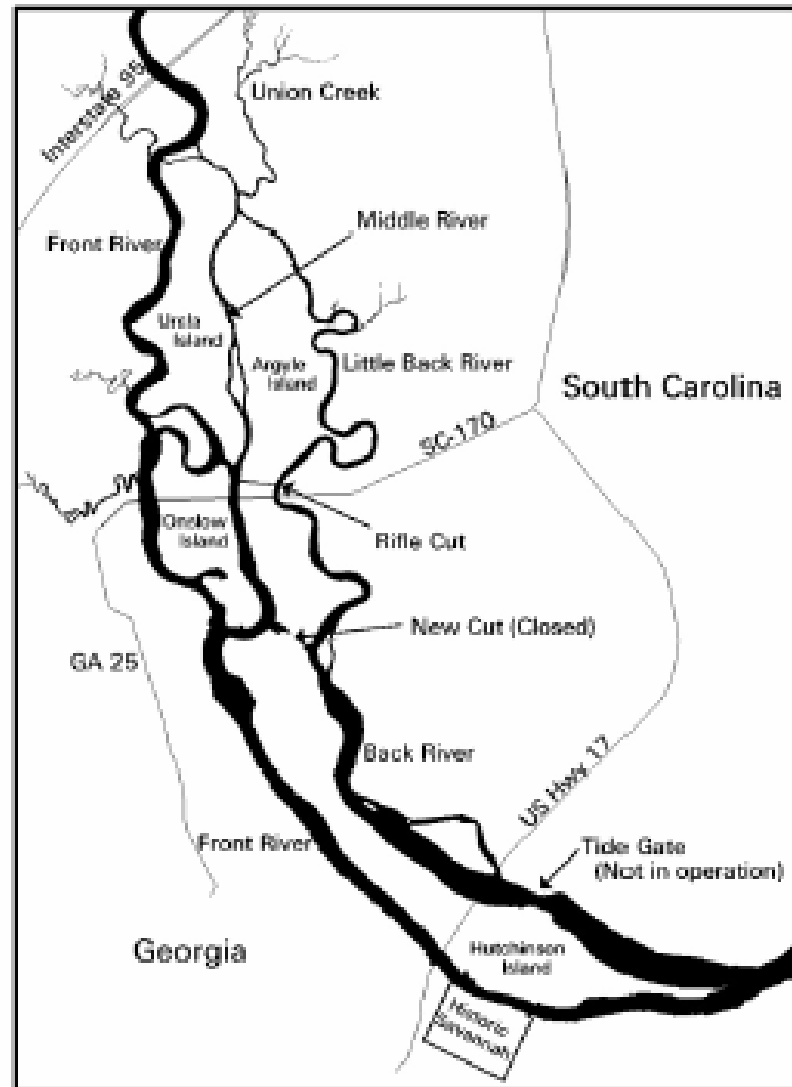 Union Creek
Interstate 95
Middle River
Front River
Ursla
Island
Argyle
Island
Little Back River
South Carolina
SC-170
Onslow
Island
Rifle Cut
New Cut (Closed)
GA 25
Back River
US Hwy 17
Front River
Tide Gate
(Not in operation)
Georgia
Hutchinson
Island
Historic
Savannah